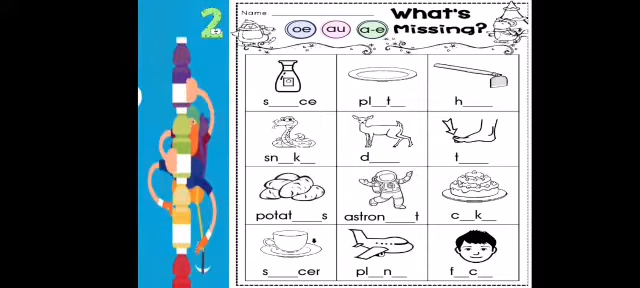 2
Name
What's
oe au a-e Missing?
s____ce pl__t__ h____
sn__k__ d____ t____
potat____s astron____t c__k__
s____cer pl__n__ f__c__